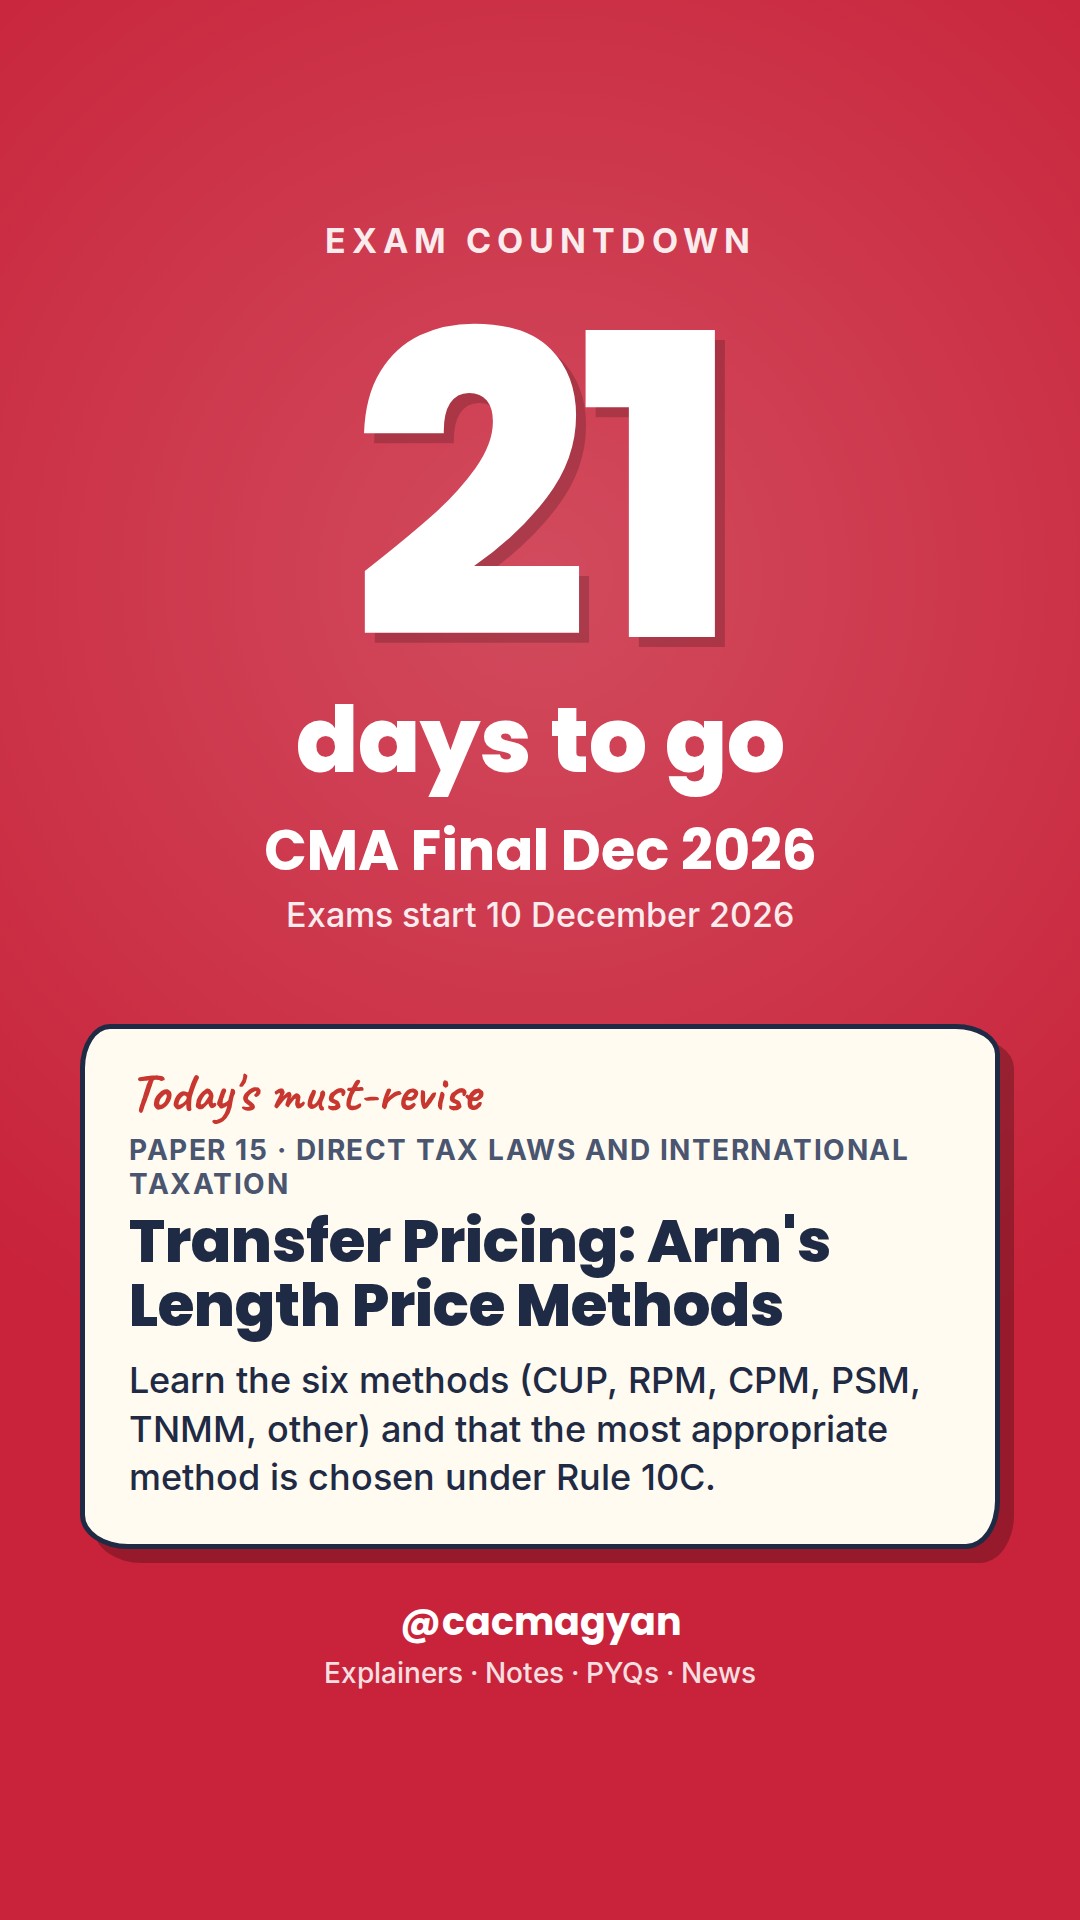 EXAM COUNTDOWN
21
days to go
CMA Final Dec 2026
Exams start 10 December 2026
Today's must-revise
PAPER 15 · DIRECT TAX LAWS AND INTERNATIONAL
TAXATION
Transfer Pricing: Arm's
Length Price Methods
Learn the six methods (CUP, RPM, CPM, PSM,
TNMM, other) and that the most appropriate
method is chosen under Rule 10C.
@cacmagyan
Explainers · Notes · PYQs · News